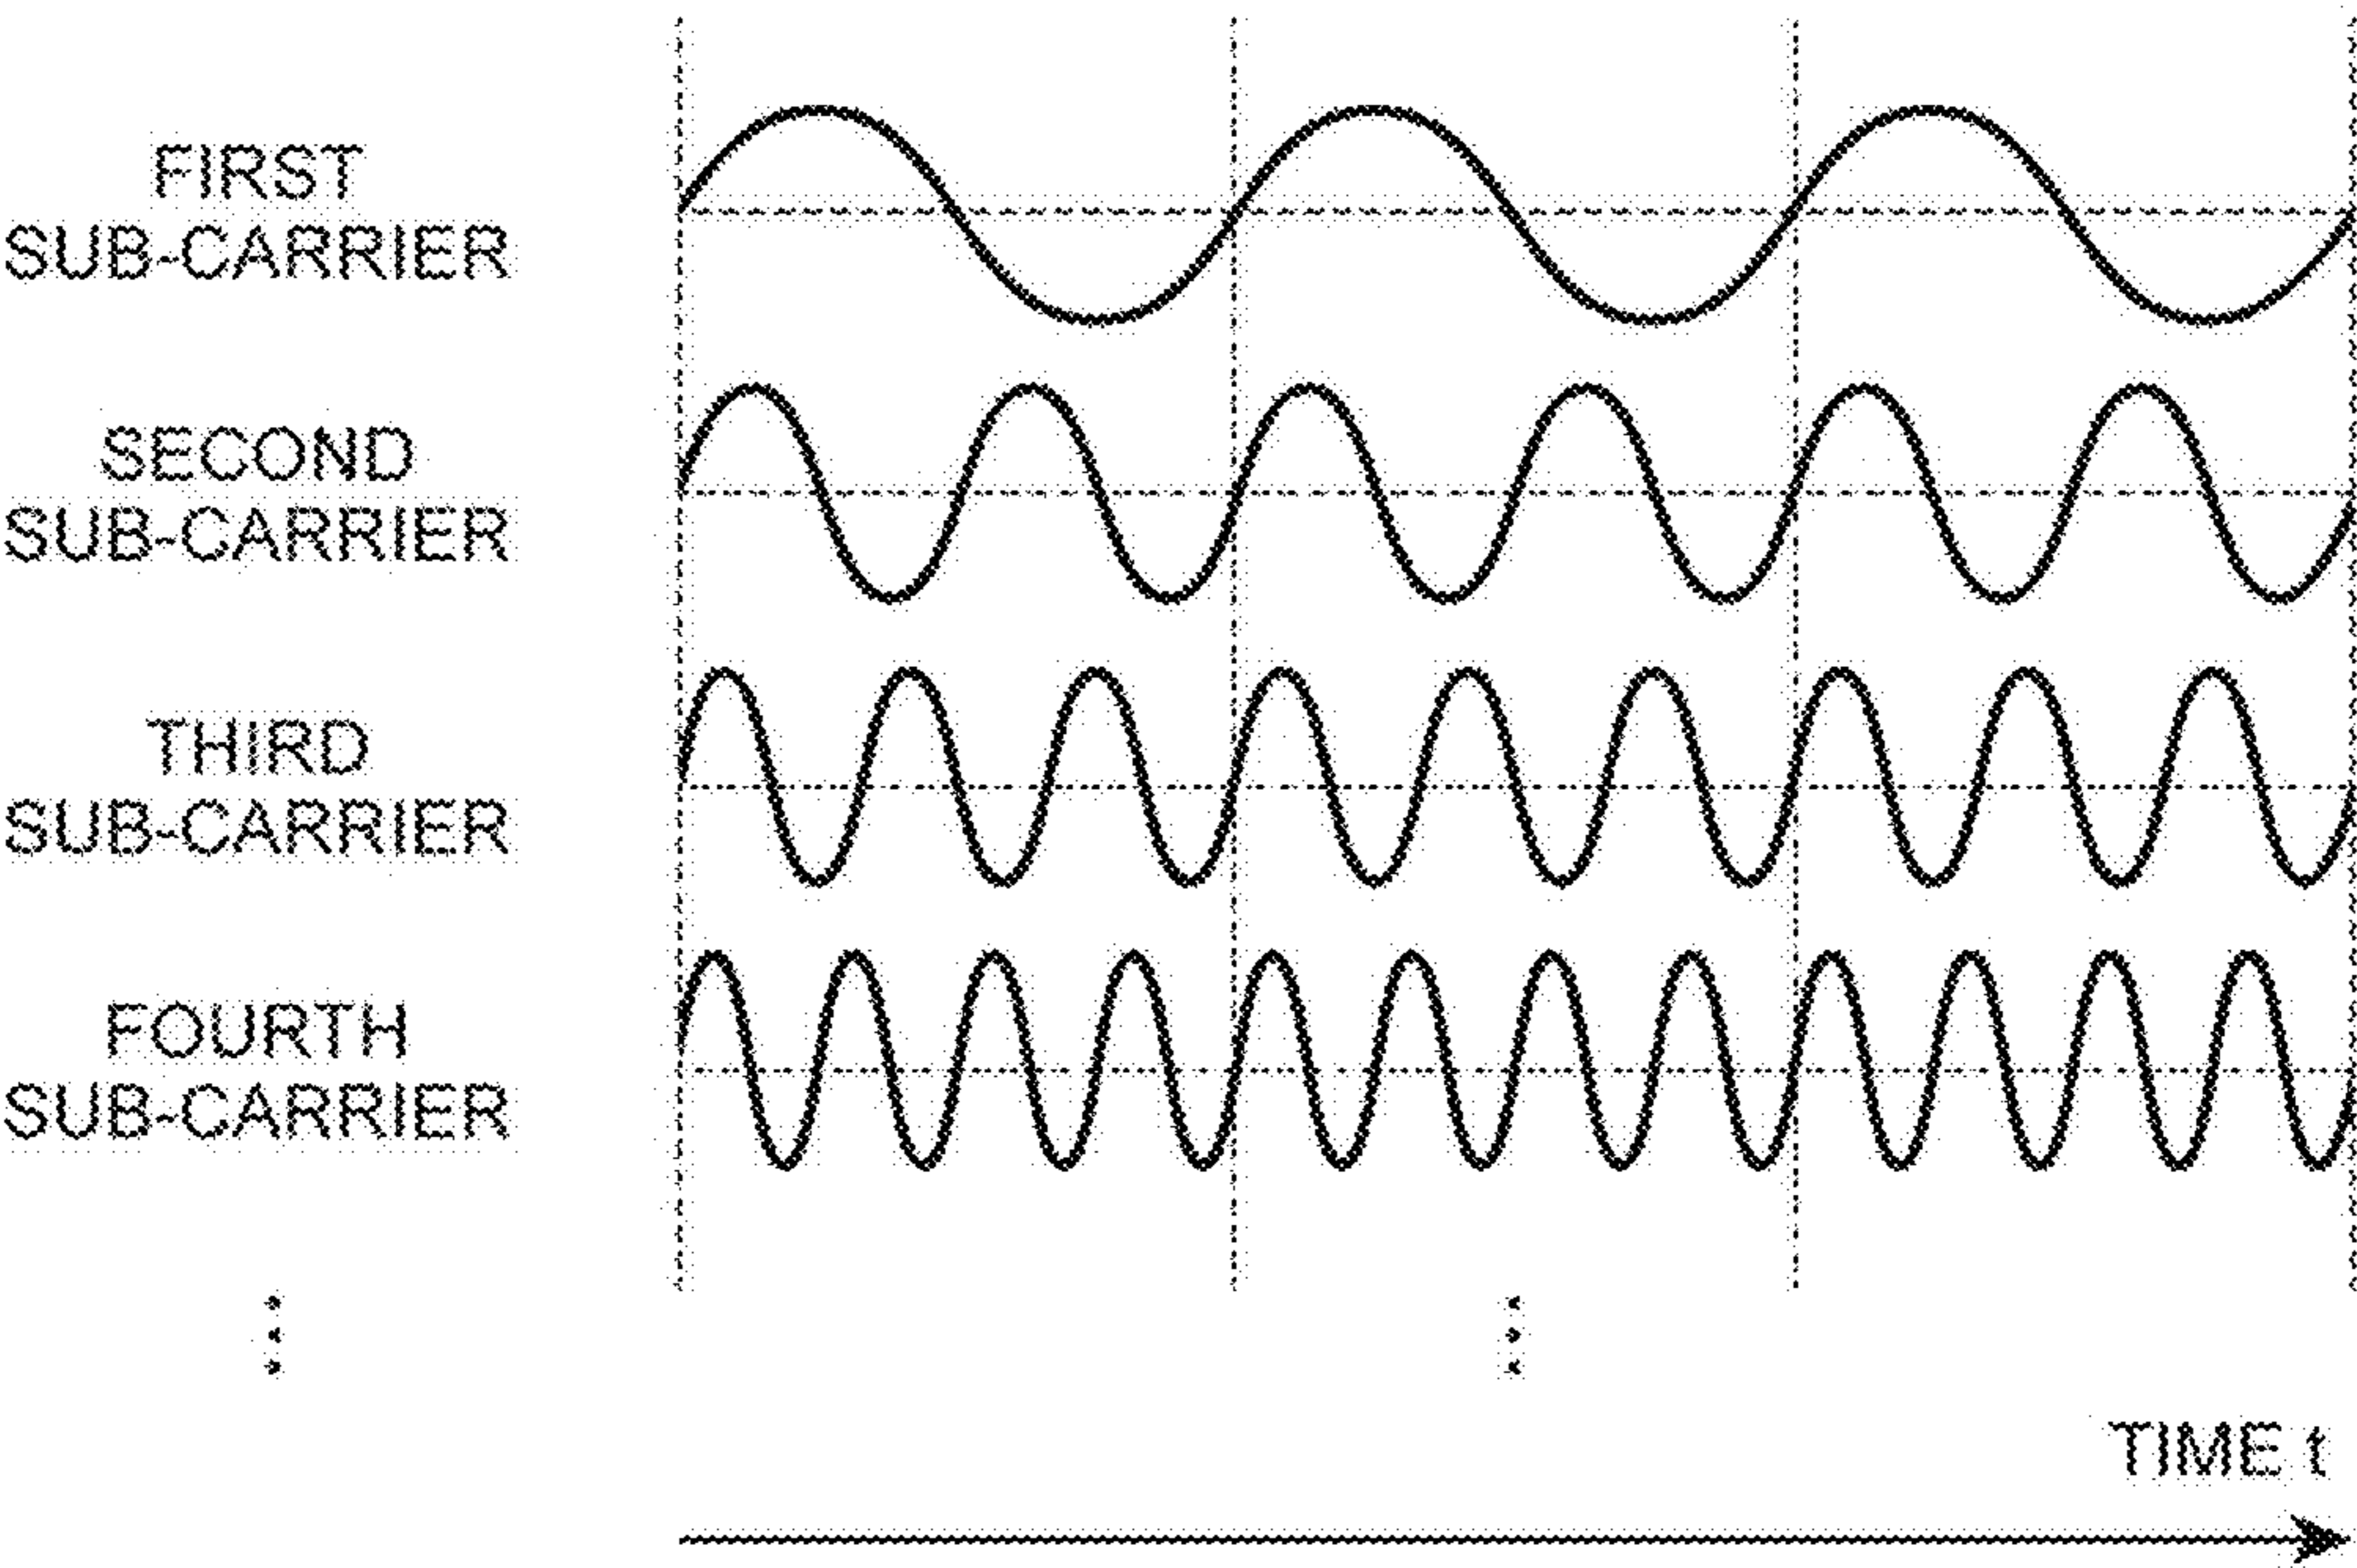 FIRST
SUB-CARRIER
SECOND
SUB-CARRIER
THIRD
SUB-CARRIER
FOURTH
SUB-CARRIER
TIME t